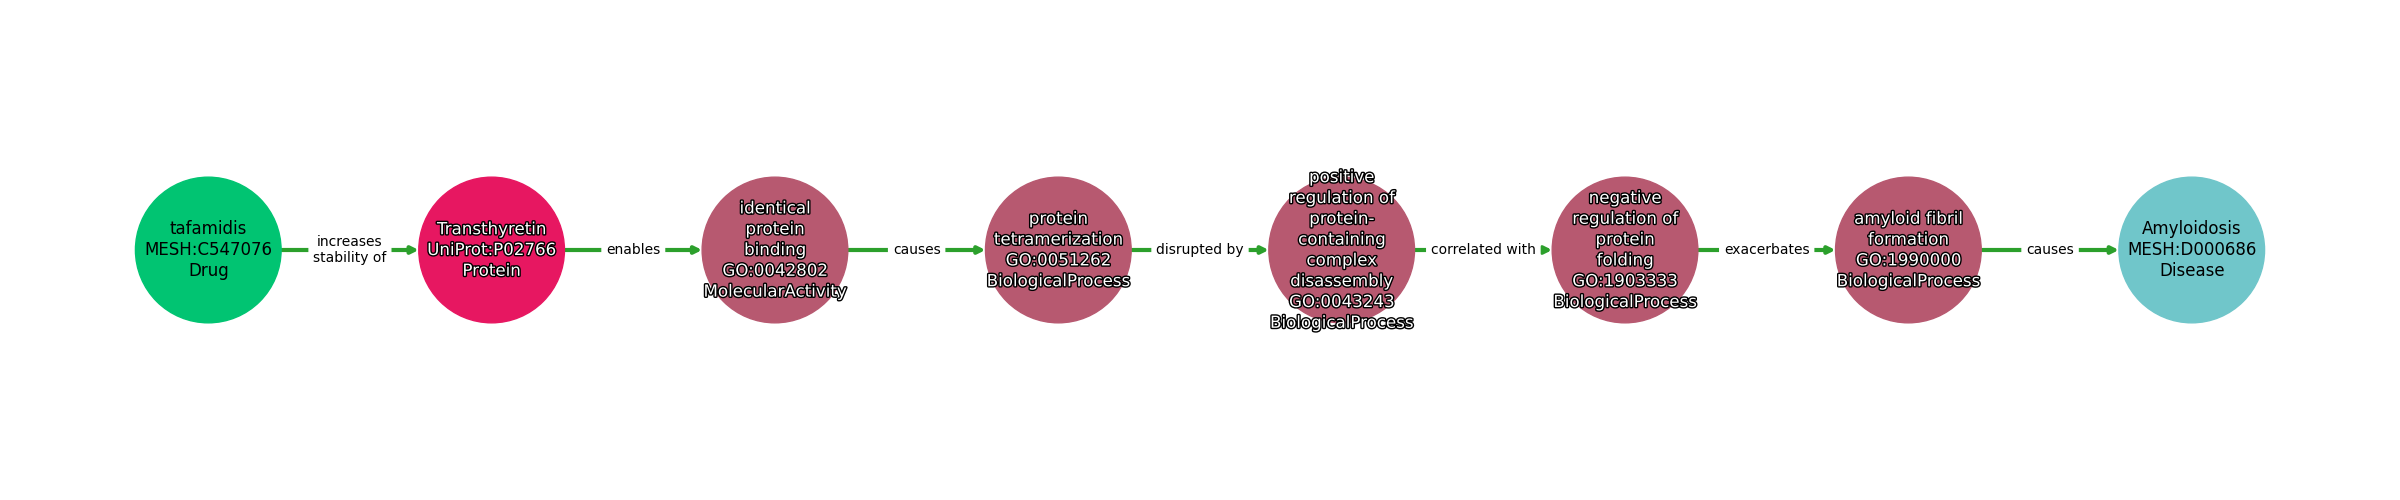 tafamidis
MESH:C547076
Drug
increases
stability of
Transthyretin
UniProt:P02766
Protein
enables
identical
protein
binding
GO:0042802
MolecularActivity
causes
protein
tetramerization
GO:0051262
BiologicalProcess
disrupted by
positive
regulation of
protein-
containing
complex
disassembly
GO:0043243
BiologicalProcess
correlated with
negative
regulation of
protein
folding
GO:1903333
BiologicalProcess
exacerbates
amyloid fibril
formation
GO:1990000
BiologicalProcess
causes
Amyloidosis
MESH:D000686
Disease